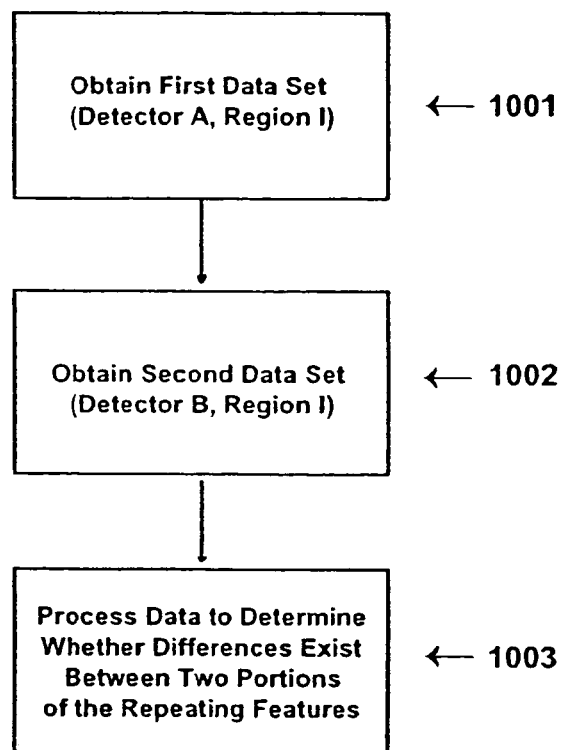 Obtain First Data Set
(Detector A, Region I)
← 1001
Obtain Second Data Set
(Detector B, Region I)
← 1002
Process Data to Determine
Whether Differences Exist
Between Two Portions
of the Repeating Features
← 1003